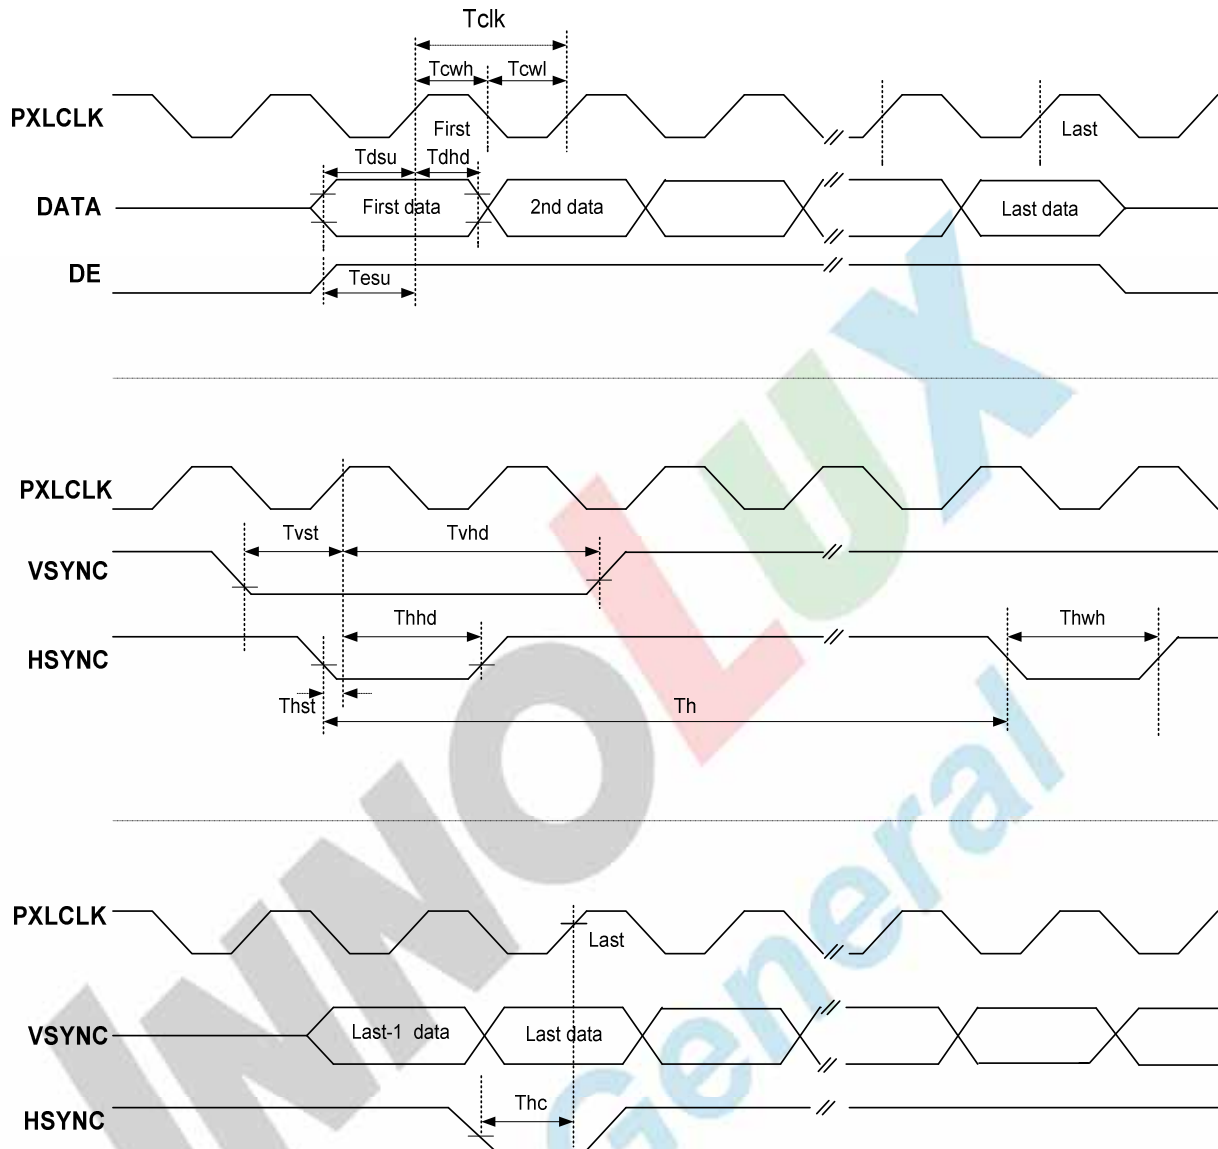 Tclk
Tcwh Tcwl
PXLCLK First Last
Tdsu Tdhd
DATA First data 2nd data Last data
DE Tesu
PXLCLK
Tvst Tvhd
VSYNC
Thhd Thwh
HSYNC
Thst Th
PXLCLK Last
VSYNC Last-1 data Last data
HSYNC Thc
INNOLUX
General